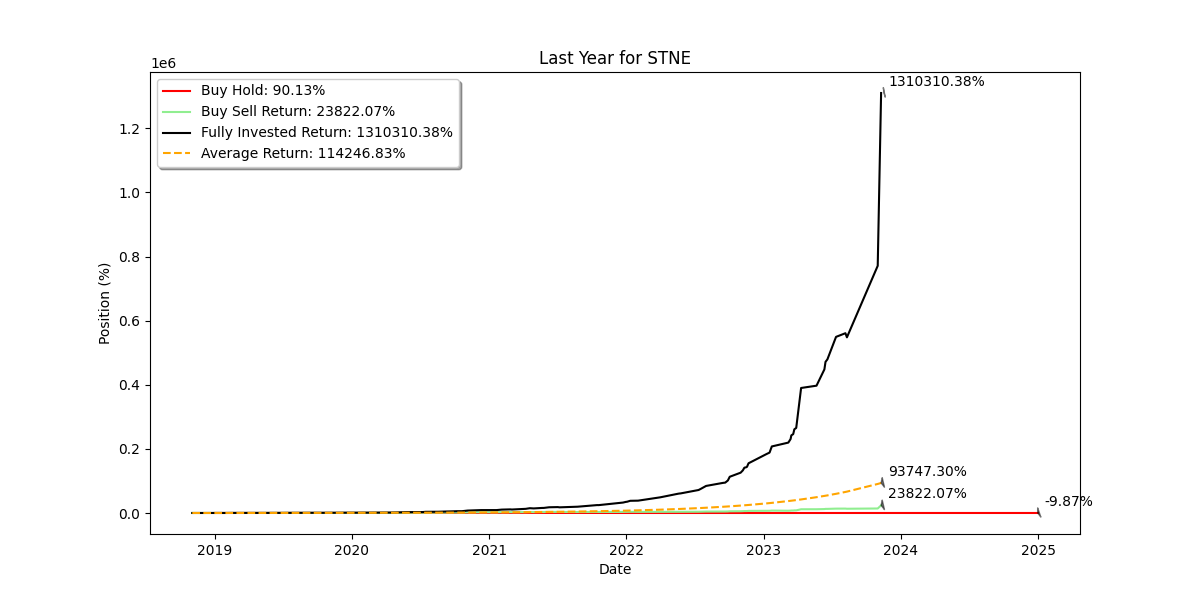 Last Year for STNE
1e6
Buy Hold: 90.13%
Buy Sell Return: 23822.07%
Fully Invested Return: 1310310.38%
Average Return: 114246.83%
1310310.38%
93747.30%
23822.07%
-9.87%
1.2
1.0
0.8
0.6
0.4
0.2
0.0
Position (%)
2019 2020 2021 2022 2023 2024 2025
Date